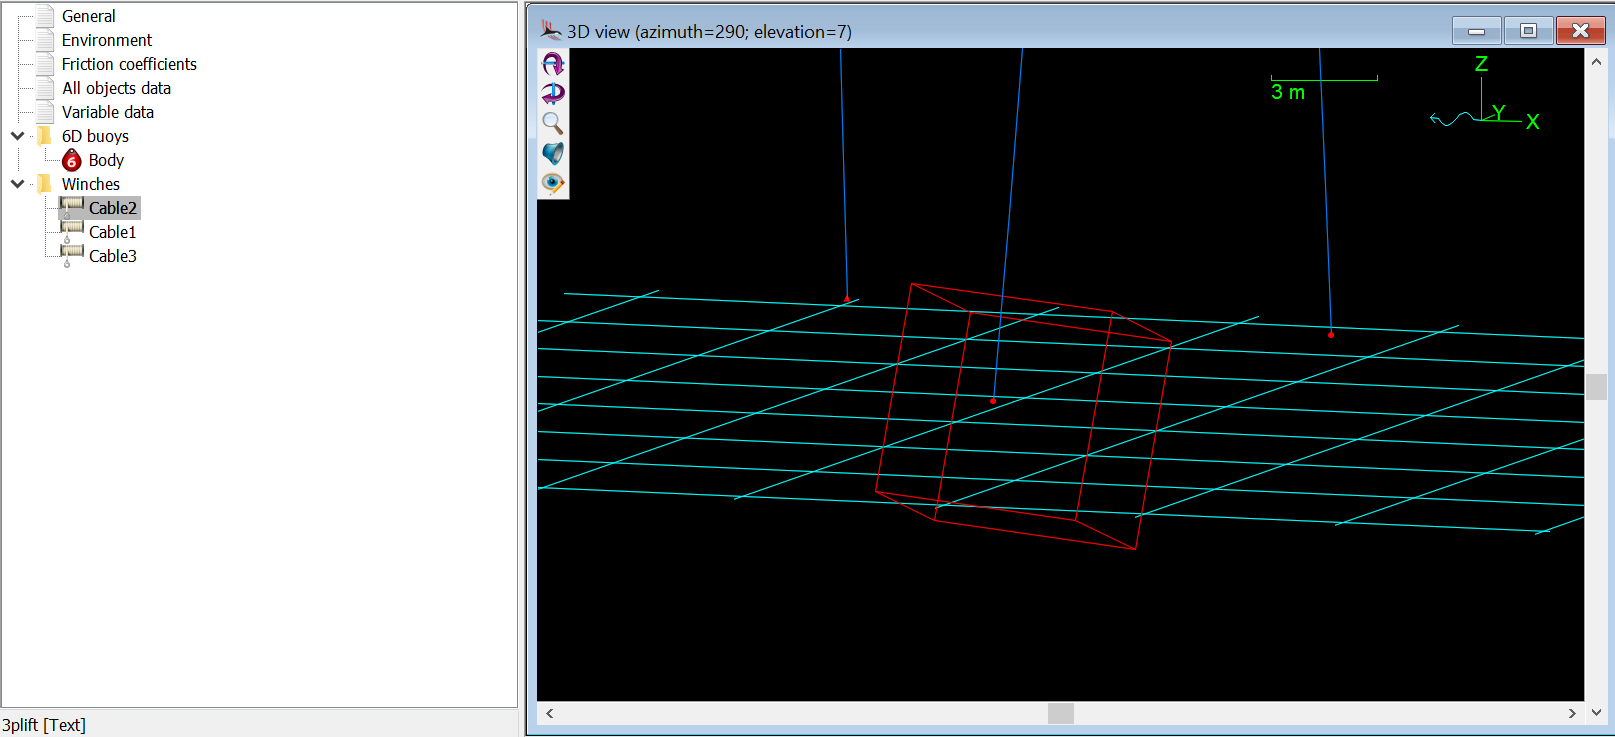 General
Environment
Friction coefficients
All objects data
Variable data
6D buoys
6
Body
Winches
Cable2
Cable1
Cable3
3plift [Text]
3D view (azimuth=290; elevation=7)
3 m
Z
Y
X